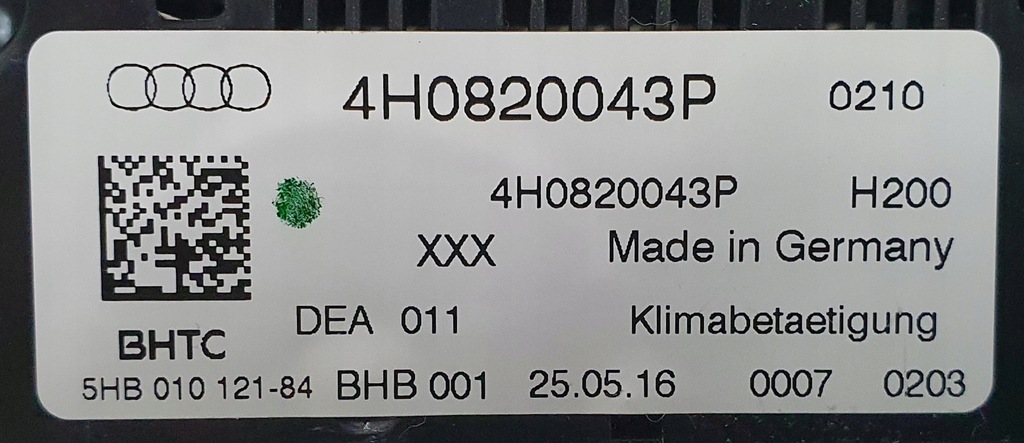 4H0820043P 0210
4H0820043P H200
XXX Made in Germany
DEA 011 Klimabetaetigung
BHTC
5HB 010 121-84 BHB 001 25.05.16 0007 0203